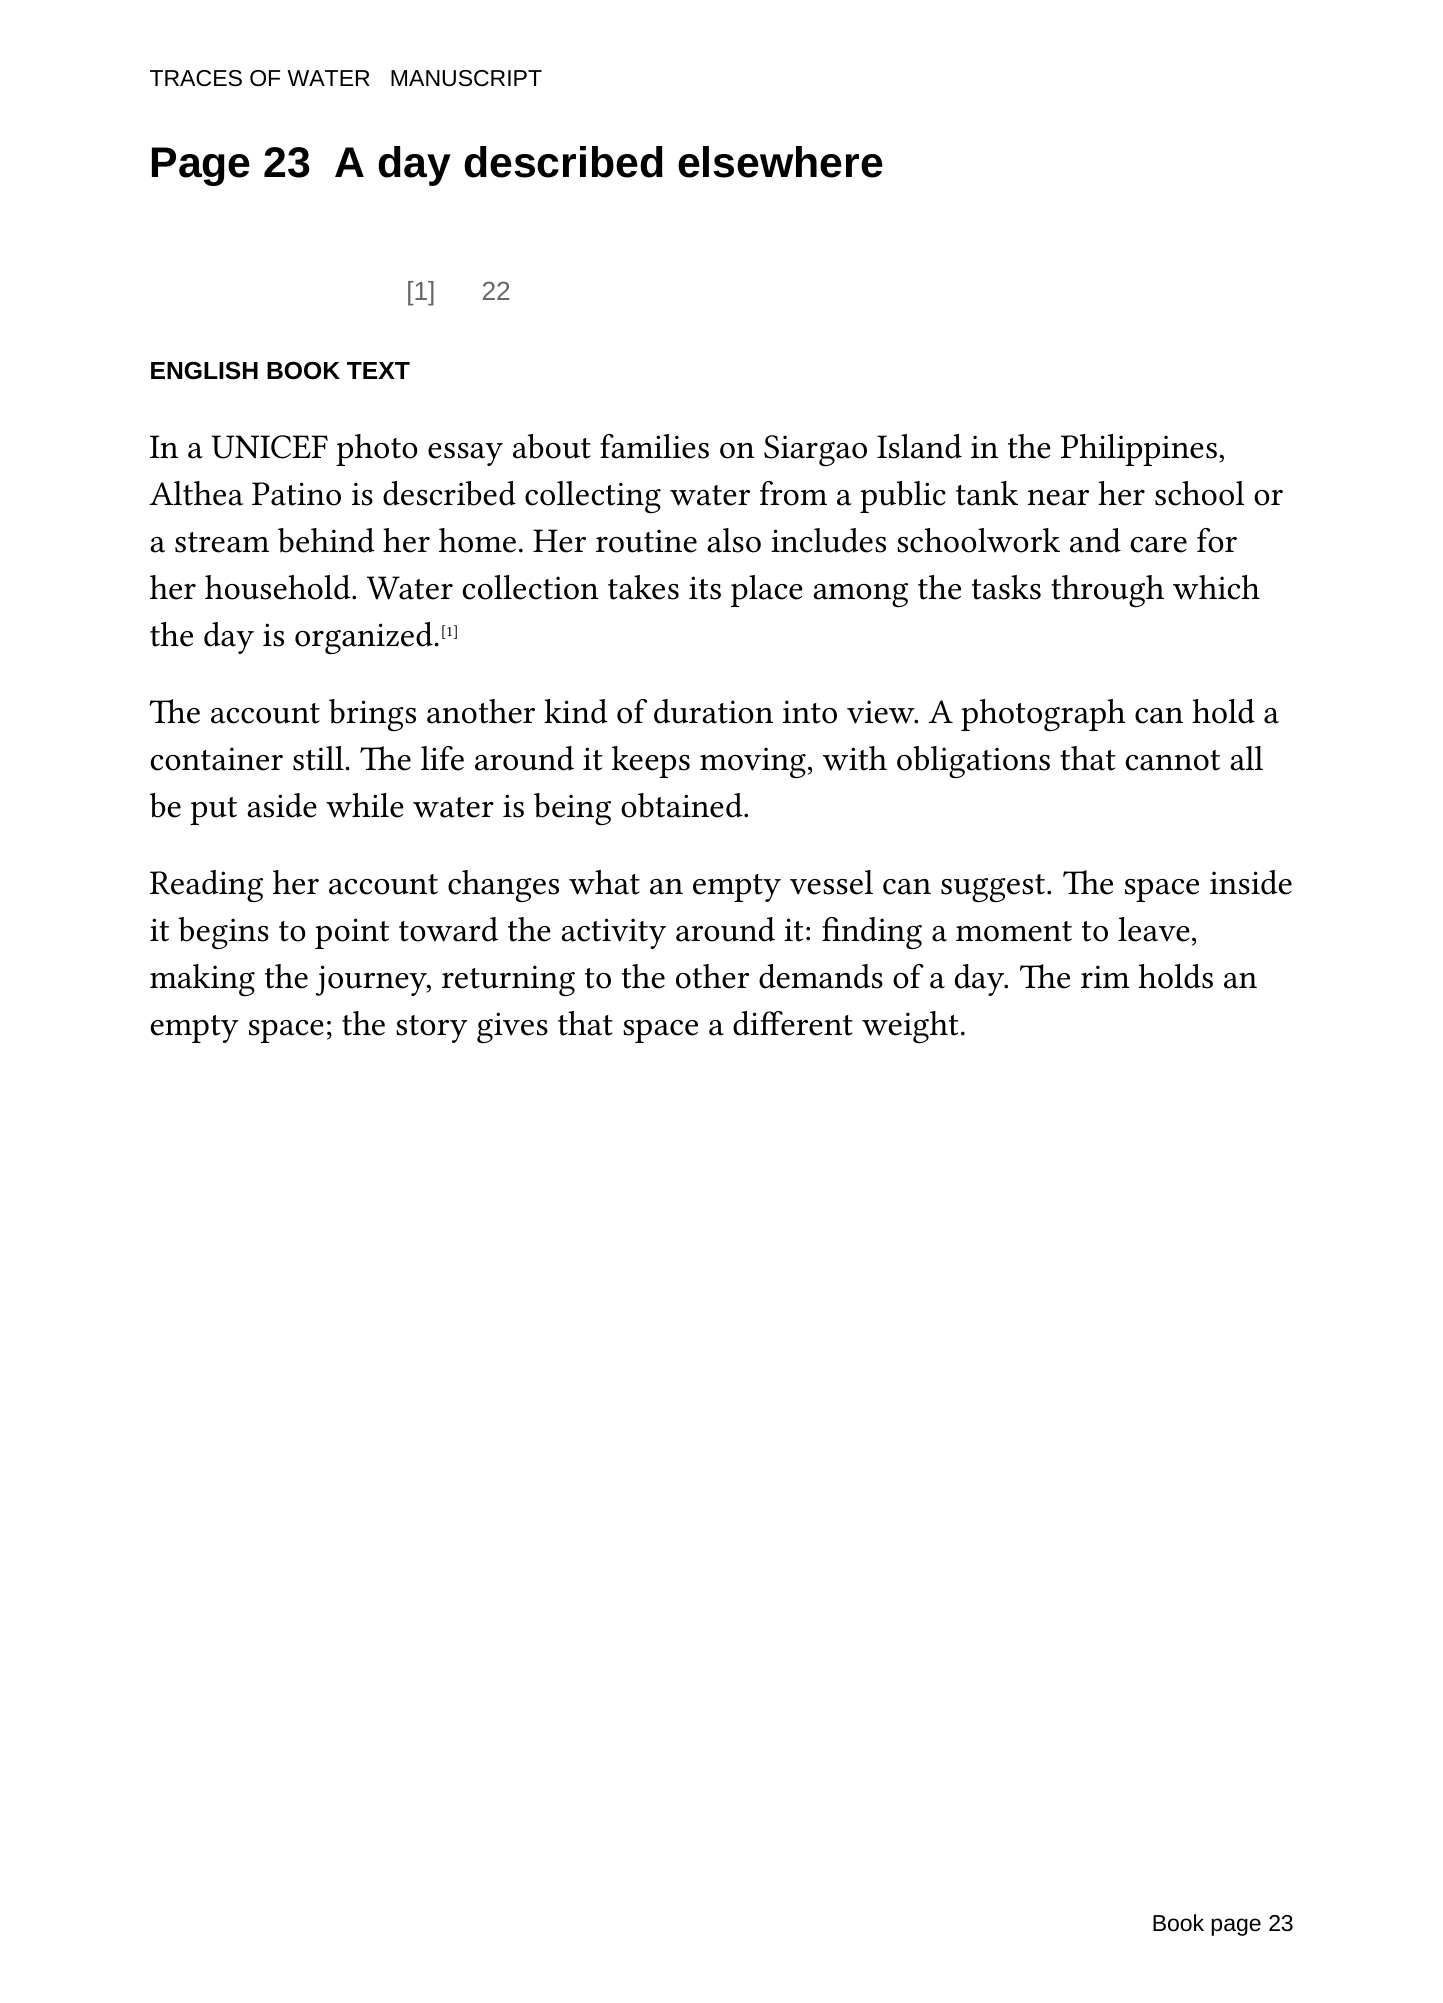 TRACES OF WATER MANUSCRIPT
Page 23 A day described elsewhere
[1] 22
ENGLISH BOOK TEXT
In a UNICEF photo essay about families on Siargao Island in the Philippines,
Althea Patino is described collecting water from a public tank near her school or
a stream behind her home. Her routine also includes schoolwork and care for
her household. Water collection takes its place among the tasks through which
the day is organized.[1]
The account brings another kind of duration into view. A photograph can hold a
container still. The life around it keeps moving, with obligations that cannot all
be put aside while water is being obtained.
Reading her account changes what an empty vessel can suggest. The space inside
it begins to point toward the activity around it: finding a moment to leave,
making the journey, returning to the other demands of a day. The rim holds an
empty space; the story gives that space a different weight.
Book page 23